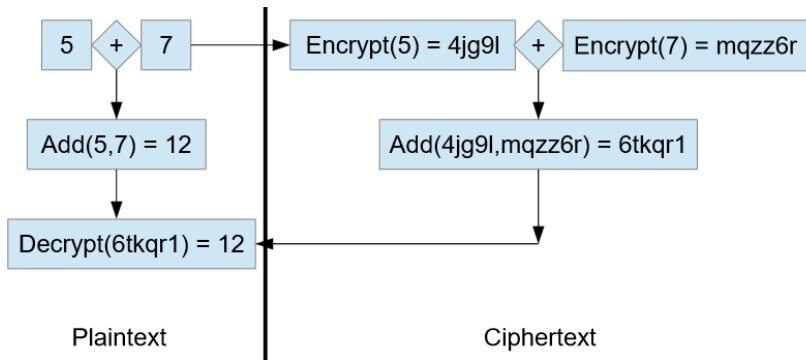 5 + 7
Encrypt(5) = 4jg9l + Encrypt(7) = mqzz6r
Add(5,7) = 12
Add(4jg9l,mqzz6r) = 6tkqr1
Decrypt(6tkqr1) = 12
Plaintext
Ciphertext